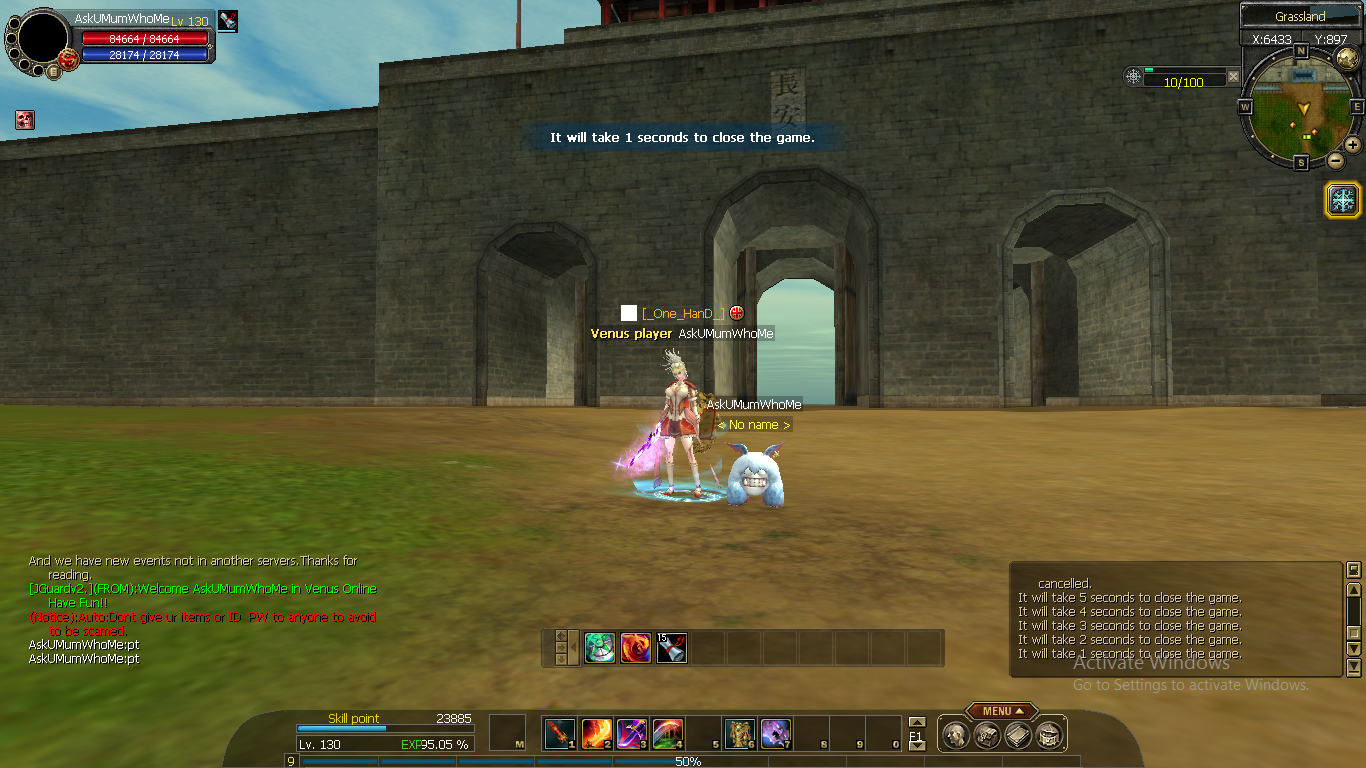 AskUMumWhoMe Lv 130
84664 / 84664
28174 / 28174
E
Grassland
X:6433 Y:897
10/100
N
W
E
S
長
安
It will take 1 seconds to close the game.
[_One_HanD_]
Venus player AskUMumWhoMe
AskUMumWhoMe
< No name >
And we have new events not in another servers.Thanks for
reading.
[JGuardv2.](FROM):Welcome AskUMumWhoMe in Venus Online
Have Fun!!
(Notice):Auto:Dont give ur items or ID PW to anyone to avoid
to be scamed.
AskUMumWhoMe:pt
AskUMumWhoMe:pt
cancelled.
It will take 5 seconds to close the game.
It will take 4 seconds to close the game.
It will take 3 seconds to close the game.
It will take 2 seconds to close the game.
It will take 1 seconds to close the game.
Activate Windows
Go to Settings to activate Windows.
15
Skill point 23885
Lv. 130 EXP95.05 %
M
1 2 3 4 5 6 7 8 9 0
F1
MENU
9
50%